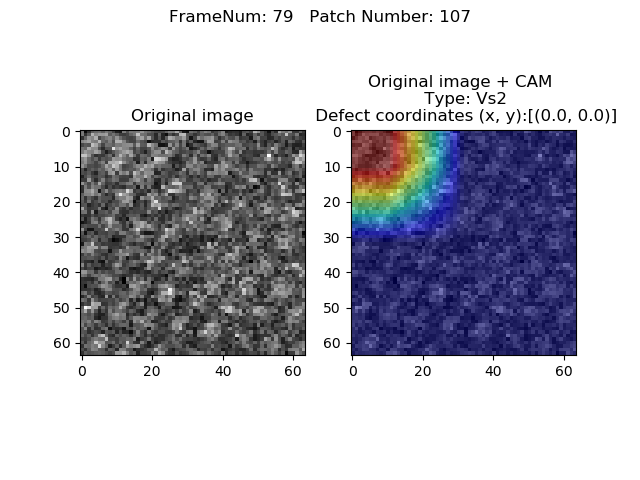 FrameNum: 79   Patch Number: 107
Original image
Original image + CAM
Type: Vs2
Defect coordinates (x, y):[(0.0, 0.0)]
0
10
20
30
40
50
60
0 20 40 60
0
10
20
30
40
50
60
0 20 40 60